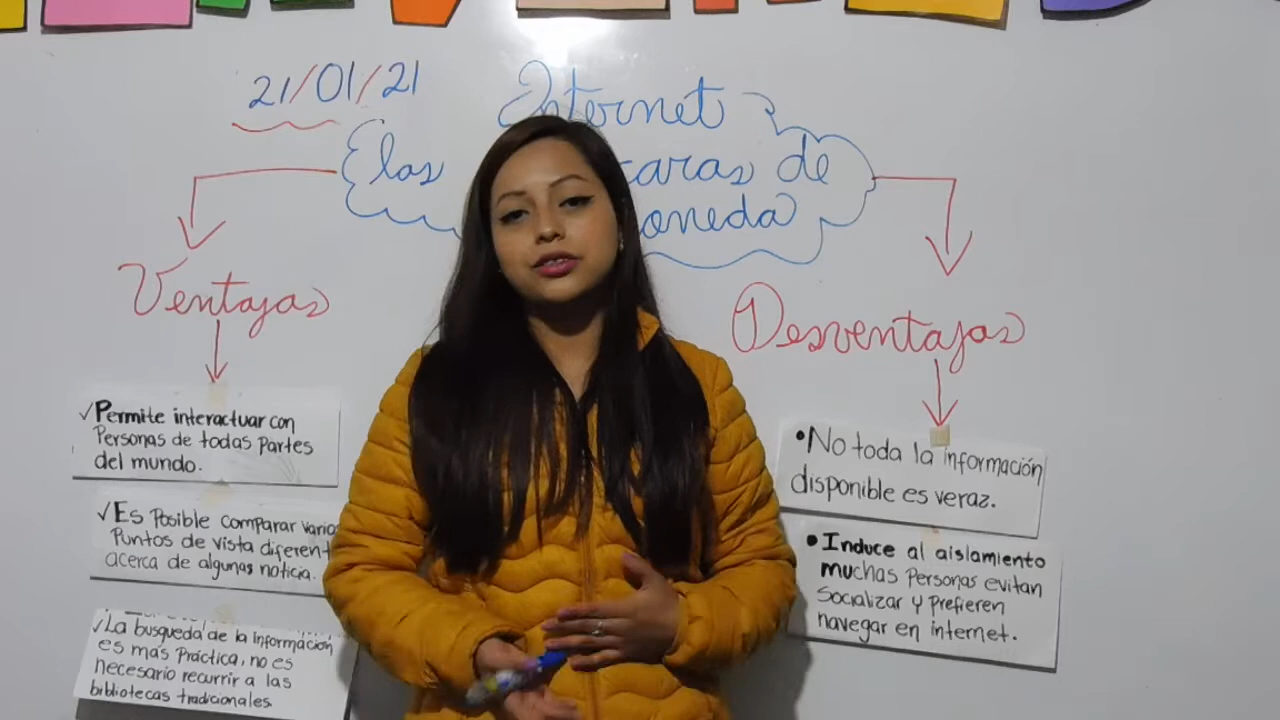 21/01/21
Internet
las caras de
Ventajas
✓Permite interactuar con
Personas de todas Partes
del mundo.
✓Es Posible comparar
Puntos de vista
acerca de algunas noticia.
✓La busqueda de la Información
es más Práctica, no es
necesario recurrir a las
bibliotecas tradicionales.
Desventajas
•No toda la información
disponible es veraz.
•Induce al aislamiento
muchas Personas evitan
Socializar y Prefieren
navegar en internet.